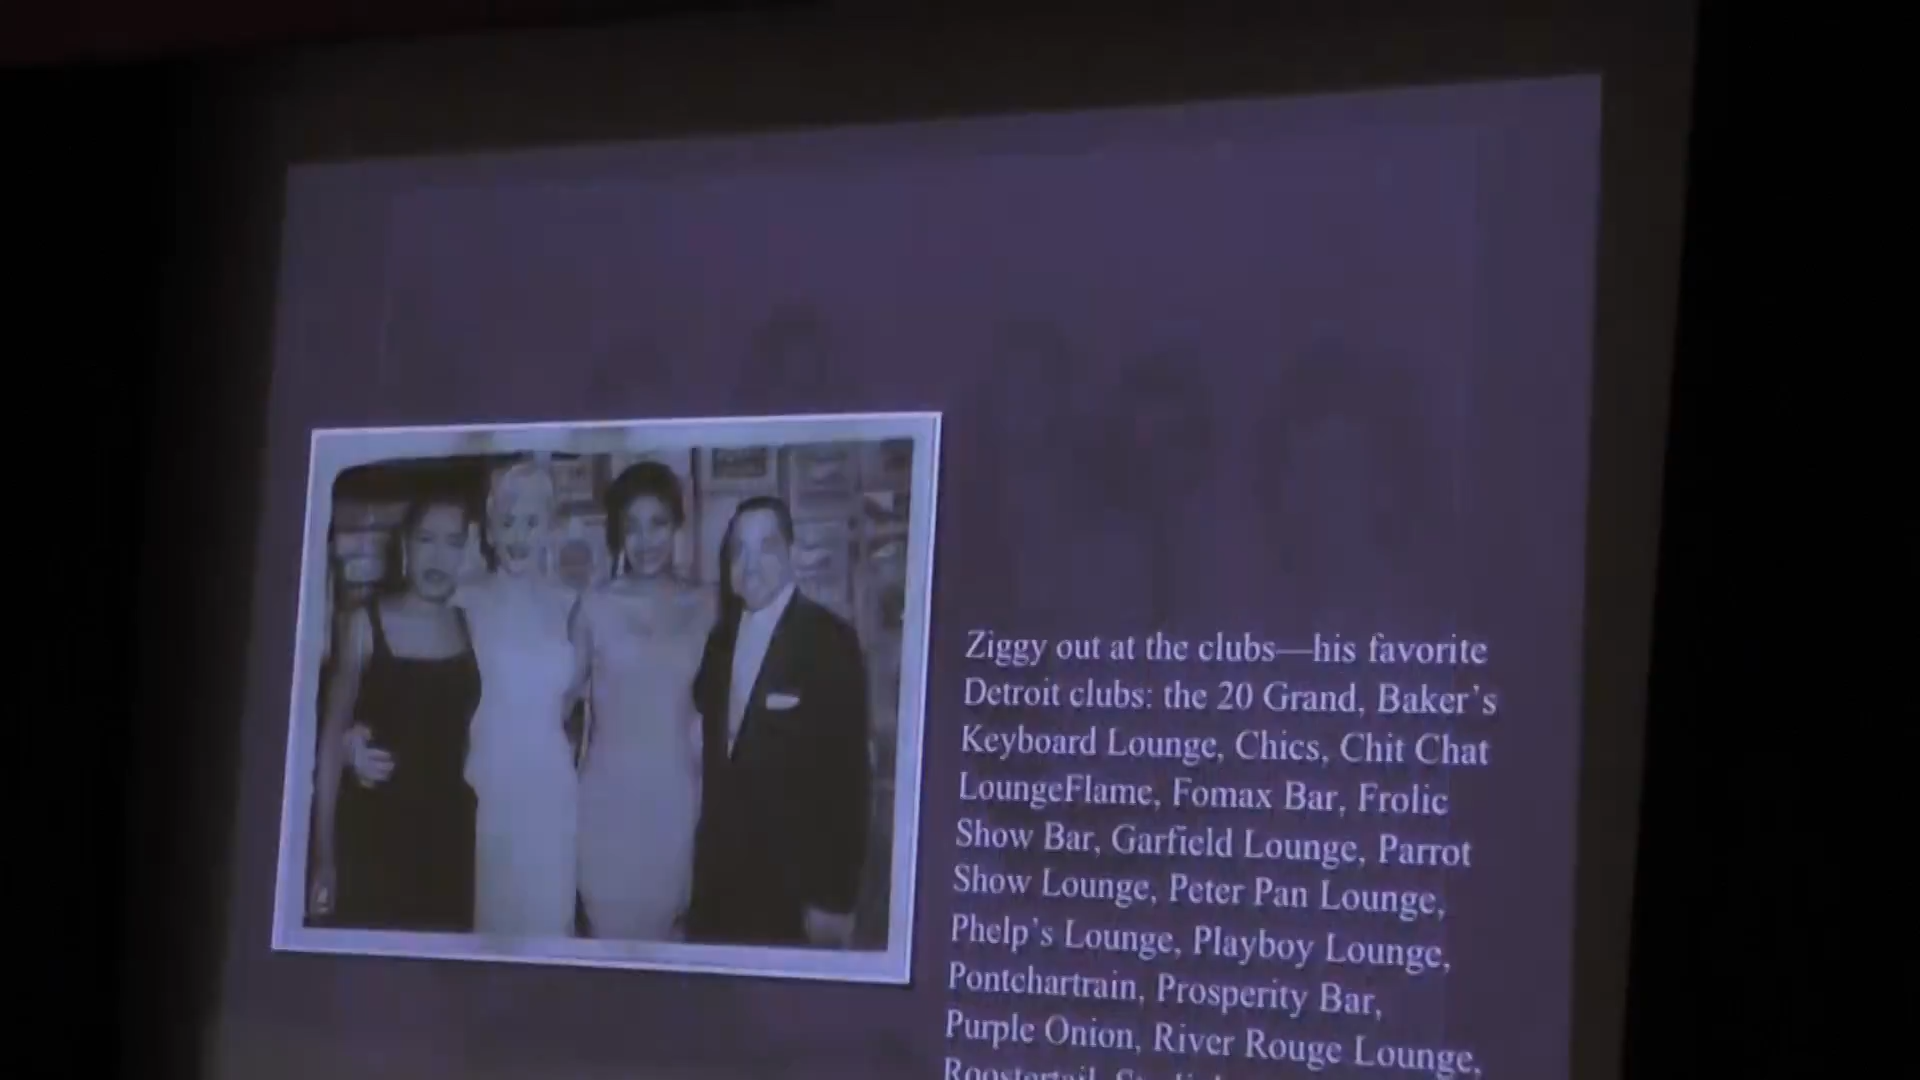 Ziggy out at the clubs—his favorite
Detroit clubs: the 20 Grand, Baker's
Keyboard Lounge, Chics, Chit Chat
LoungeFlame, Fomax Bar, Frolic
Show Bar, Garfield Lounge, Parrot
Show Lounge, Peter Pan Lounge,
Phelp's Lounge, Playboy Lounge,
Pontchartrain, Prosperity Bar,
Purple Onion, River Rouge Lounge,
Roostertail,